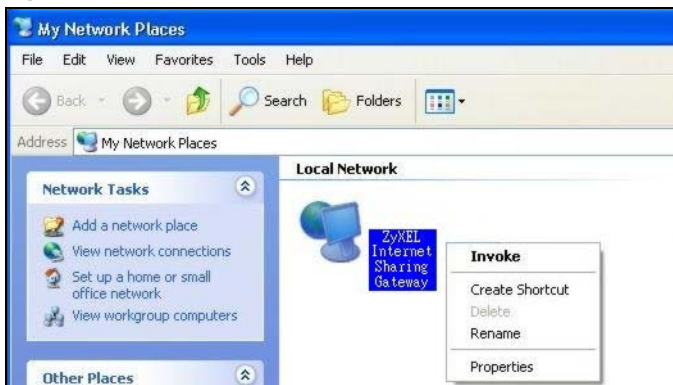 My Network Places
File Edit View Favorites Tools Help
Back Search Folders
Address My Network Places
Network Tasks
Add a network place
View network connections
Set up a home or small
office network
View workgroup computers
Other Places
Local Network
ZyXEL
Internet
Sharing
Gateway
Invoke
Create Shortcut
Delete
Rename
Properties